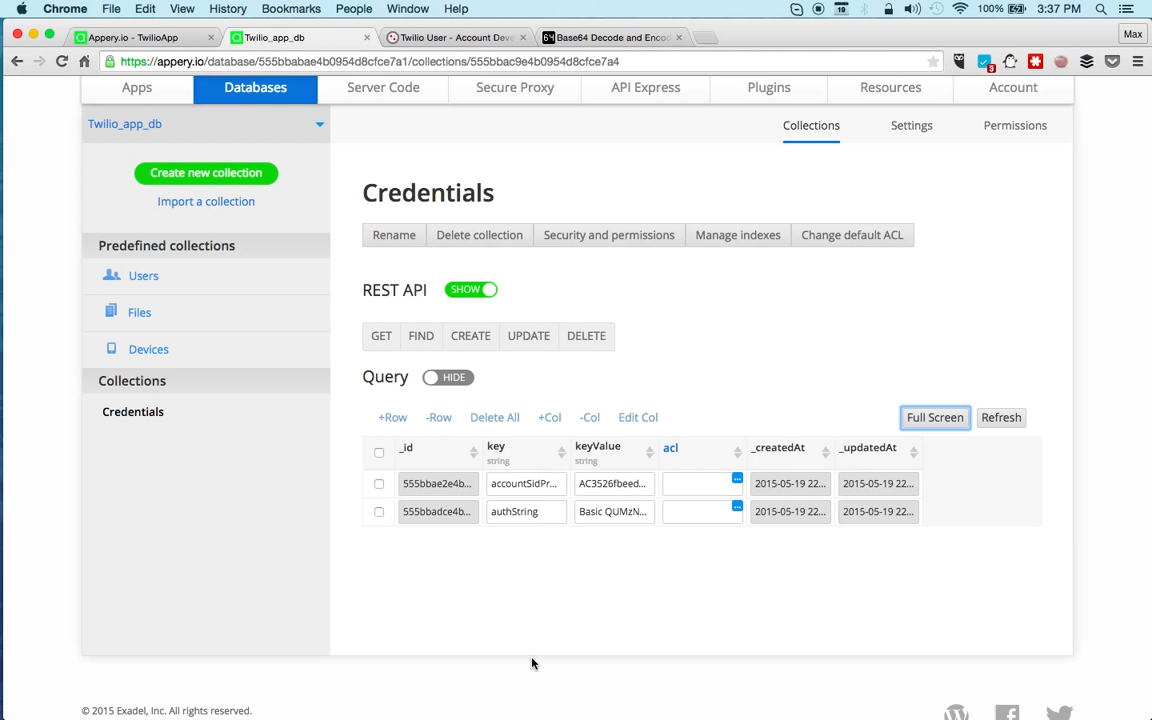 Chrome File Edit View History Bookmarks People Window Help 19 100% 3:37 PM
Appery.io - TwilioApp × Twilio_app_db × Twilio User - Account Deve × 64 Base64 Decode and Encod × Max
https://appery.io/database/555bbabae4b0954d8cfce7a1/collections/555bbac9e4b0954d8cfce7a4 3
Apps Databases Server Code Secure Proxy API Express Plugins Resources Account
Twilio_app_db Collections Settings Permissions
Create new collection
Import a collection
Credentials
Rename Delete collection Security and permissions Manage indexes Change default ACL
Predefined collections
Users
Files
Devices
Collections
Credentials
REST API SHOW
GET FIND CREATE UPDATE DELETE
Query HIDE
+Row -Row Delete All +Col -Col Edit Col Full Screen Refresh
_id key keyValue acl _createdAt _updatedAt
string string
555bbae2e4b... accountSidPr... AC3526fbeed... ... 2015-05-19 22... 2015-05-19 22...
555bbadce4b... authString Basic QUMzN... ... 2015-05-19 22... 2015-05-19 22...
© 2015 Exadel, Inc. All rights reserved.